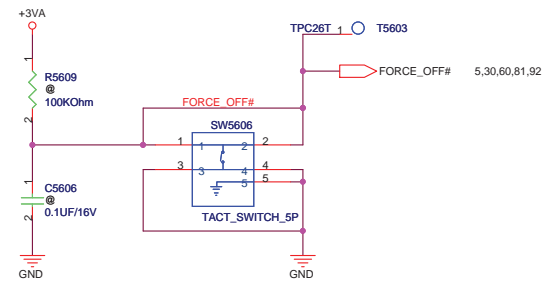 +3VA
TPC26T 1 T5603
1
R5609
@
100KOhm
2
FORCE_OFF# 5,30,60,81,92
FORCE_OFF#
SW5606
1 1 2 2
3 3 4 4
5 5
1
C5606
@
0.1UF/16V
2
TACT_SWITCH_5P
GND
GND